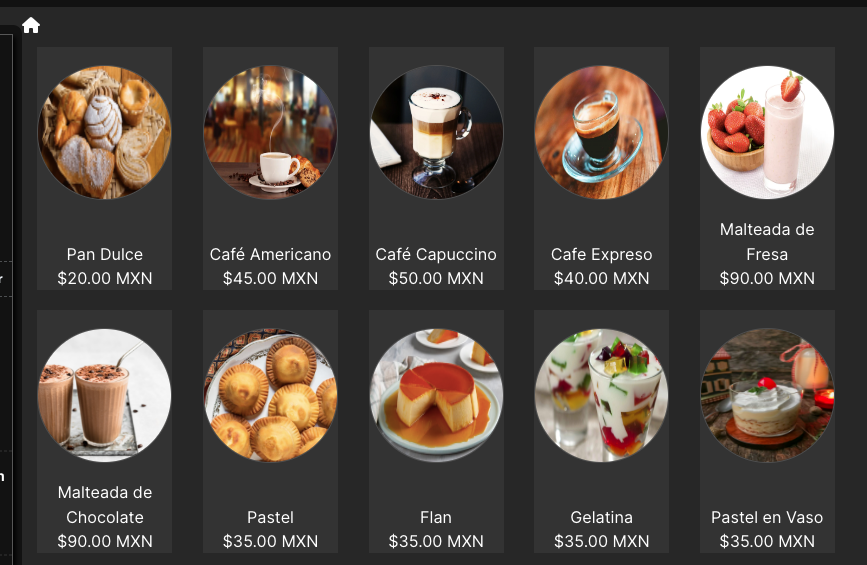 Pan Dulce
$20.00 MXN
Café Americano
$45.00 MXN
Café Capuccino
$50.00 MXN
Cafe Expreso
$40.00 MXN
Malteada de
Fresa
$90.00 MXN
Malteada de
Chocolate
$90.00 MXN
Pastel
$35.00 MXN
Flan
$35.00 MXN
Gelatina
$35.00 MXN
Pastel en Vaso
$35.00 MXN